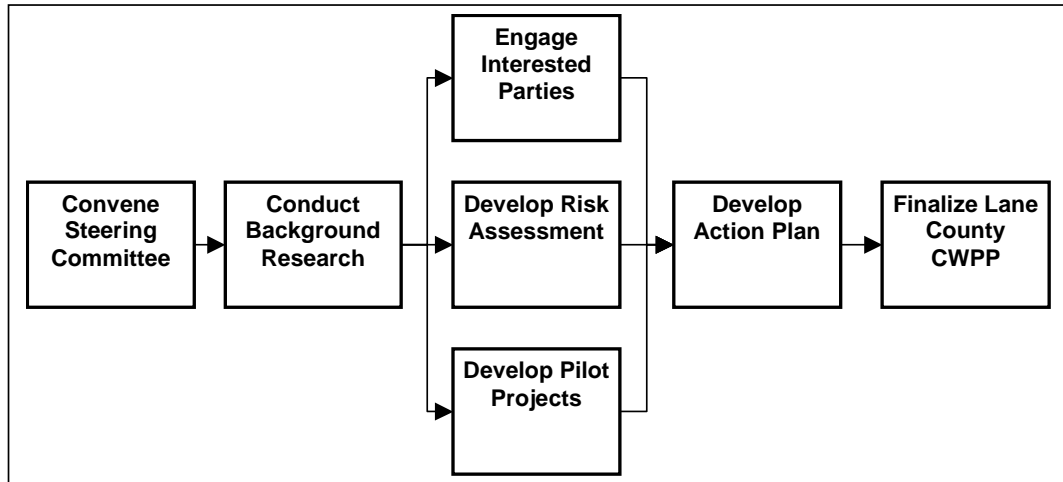 Convene
Steering
Committee
Conduct
Background
Research
Engage
Interested
Parties
Develop Risk
Assessment
Develop Pilot
Projects
Develop
Action Plan
Finalize Lane
County
CWPP